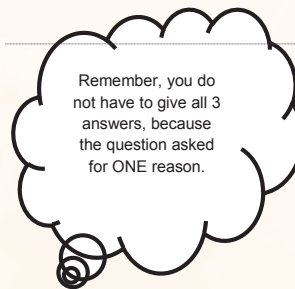 Remember, you do
not have to give all 3
answers, because
the question asked
for ONE reason.